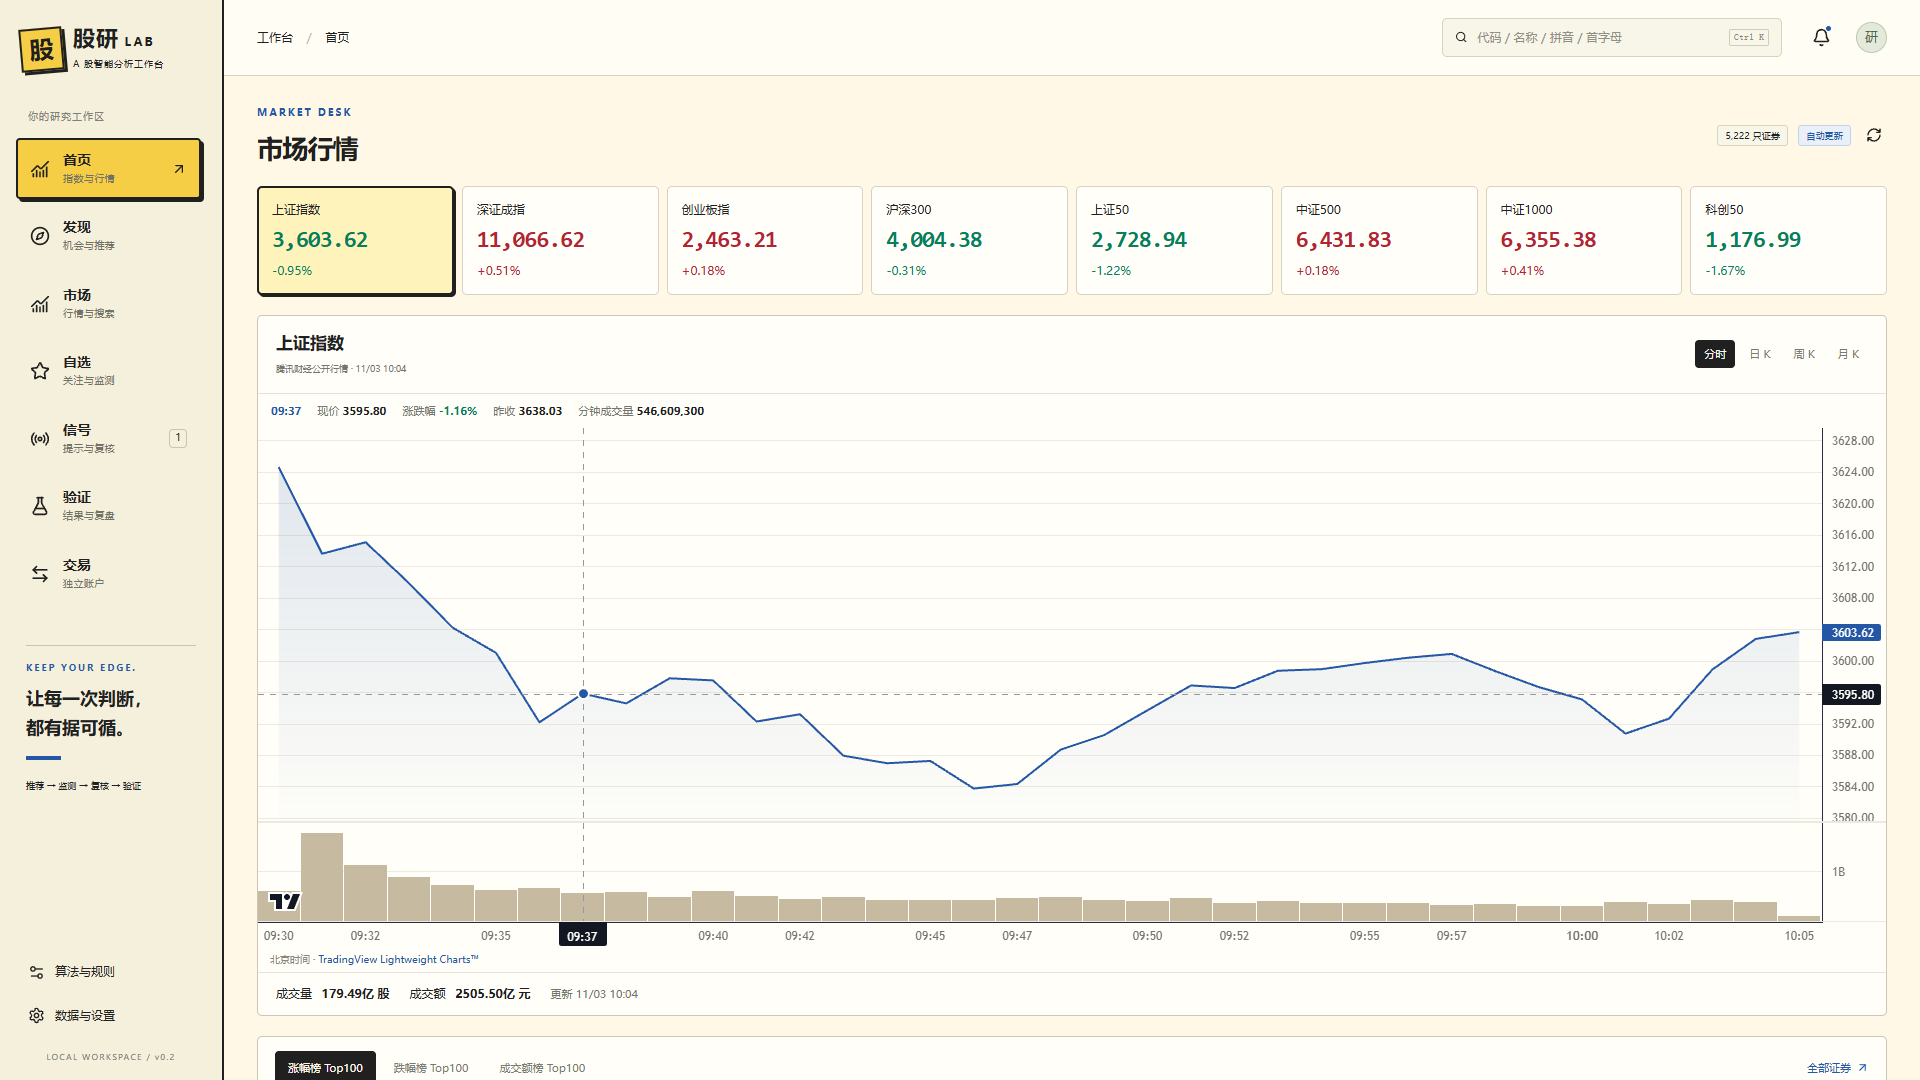 股
股研 LAB
A 股智能分析工作台
你的研究工作区
首页
指数与行情
发现
机会与推荐
市场
行情与搜索
自选
关注与监测
信号
提示与复核
1
验证
结果与复盘
交易
独立账户
KEEP YOUR EDGE.
让每一次判断，
都有据可循。
推荐 → 监测 → 复核 → 验证
算法与规则
数据与设置
LOCAL WORKSPACE / v0.2
工作台 / 首页
代码 / 名称 / 拼音 / 首字母
Ctrl K
研
MARKET DESK
市场行情
5,222 只证券
自动更新
上证指数
3,603.62
-0.95%
深证成指
11,066.62
+0.51%
创业板指
2,463.21
+0.18%
沪深300
4,004.38
-0.31%
上证50
2,728.94
-1.22%
中证500
6,431.83
+0.18%
中证1000
6,355.38
+0.41%
科创50
1,176.99
-1.67%
上证指数
腾讯财经公开行情 · 11/03 10:04
分时 日 K 周 K 月 K
09:37 现价 3595.80 涨跌幅 -1.16% 昨收 3638.03 分钟成交量 546,609,300
3628.00
3624.00
3620.00
3616.00
3612.00
3608.00
3603.62
3600.00
3595.80
3592.00
3588.00
3584.00
3580.00
1B
09:30 09:32 09:35 09:37 09:40 09:42 09:45 09:47 09:50 09:52 09:55 09:57 10:00 10:02 10:05
北京时间 · TradingView Lightweight Charts™
成交量 179.49亿 股 成交额 2505.50亿 元 更新 11/03 10:04
涨幅榜 Top100 跌幅榜 Top100 成交额榜 Top100
全部证券